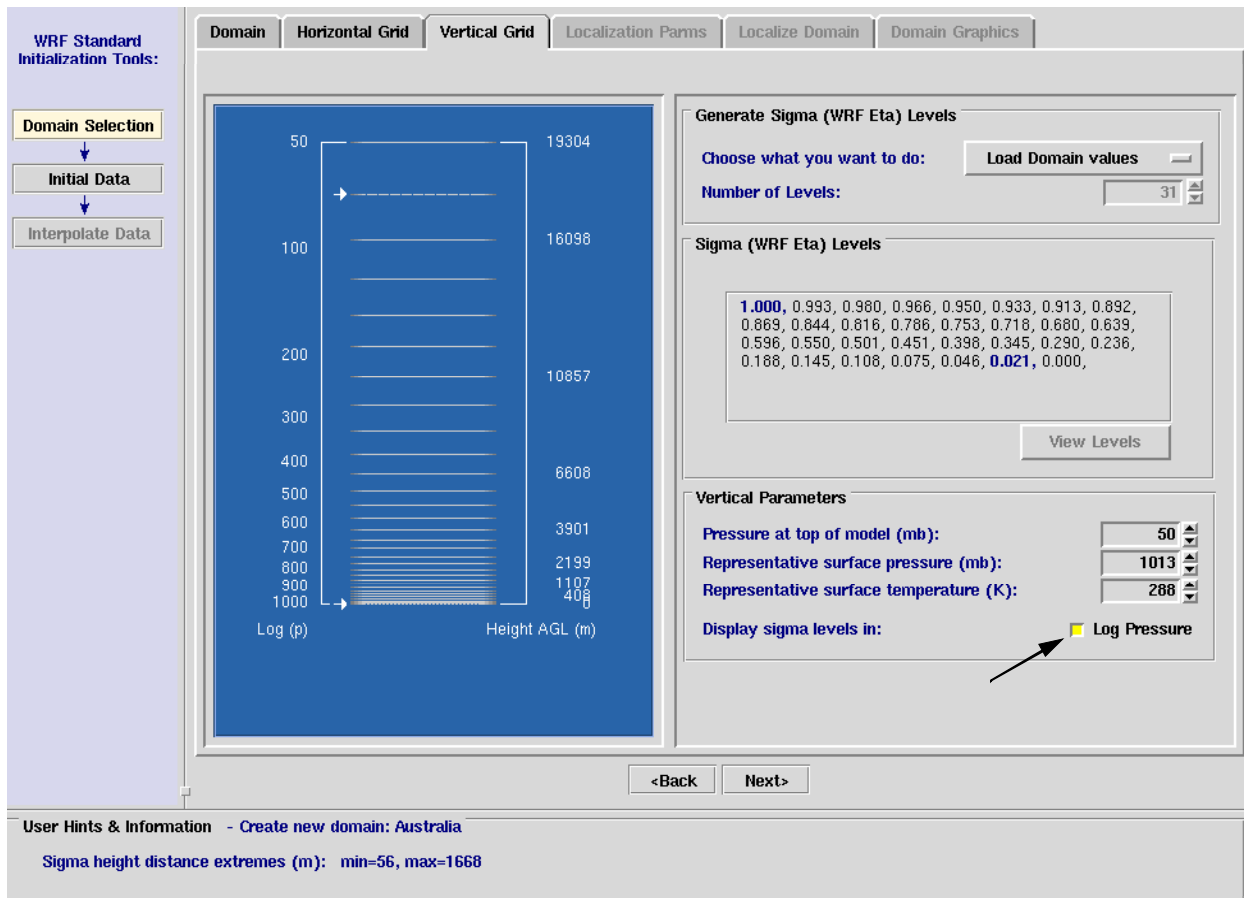 WRF Standard
Initialization Tools:
Domain Selection
Initial Data
Interpolate Data
Domain
Horizontal Grid
Vertical Grid
Localization Parms
Localize Domain
Domain Graphics
50
19304
100
16098
200
10857
300
400
6608
500
600
3901
700
800
2199
900
1107
408
1000
0
Log (p)
Height AGL (m)
Generate Sigma (WRF Eta) Levels
Choose what you want to do:
Load Domain values
Number of Levels:
31
Sigma (WRF Eta) Levels
1.000, 0.993, 0.980, 0.966, 0.950, 0.933, 0.913, 0.892,
0.869, 0.844, 0.816, 0.786, 0.753, 0.718, 0.680, 0.639,
0.596, 0.550, 0.501, 0.451, 0.398, 0.345, 0.290, 0.236,
0.188, 0.145, 0.108, 0.075, 0.046, 0.021, 0.000,
View Levels
Vertical Parameters
Pressure at top of model (mb):
50
Representative surface pressure (mb):
1013
Representative surface temperature (K):
288
Display sigma levels in:
Log Pressure
<Back
Next>
User Hints & Information - Create new domain: Australia
Sigma height distance extremes (m): min=56, max=1668